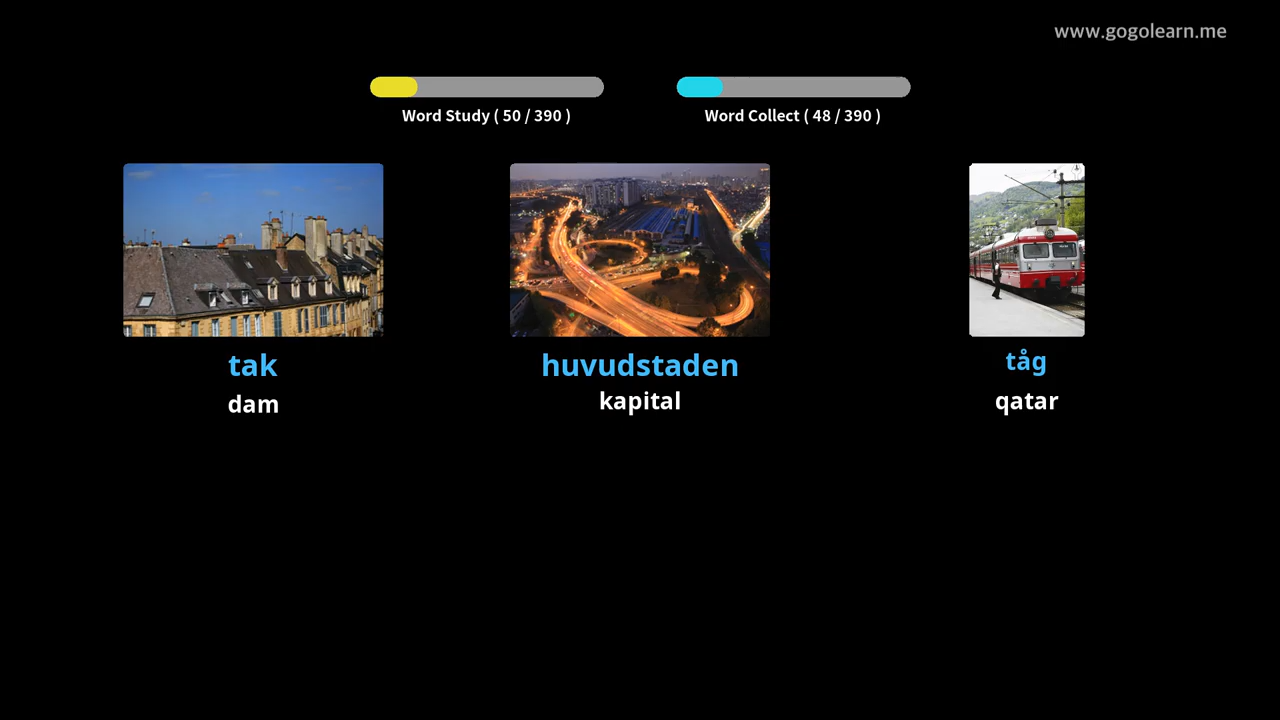 www.gogolearn.me
Word Study ( 50 / 390 )
Word Collect ( 48 / 390 )
tak
dam
huvudstaden
kapital
tåg
qatar